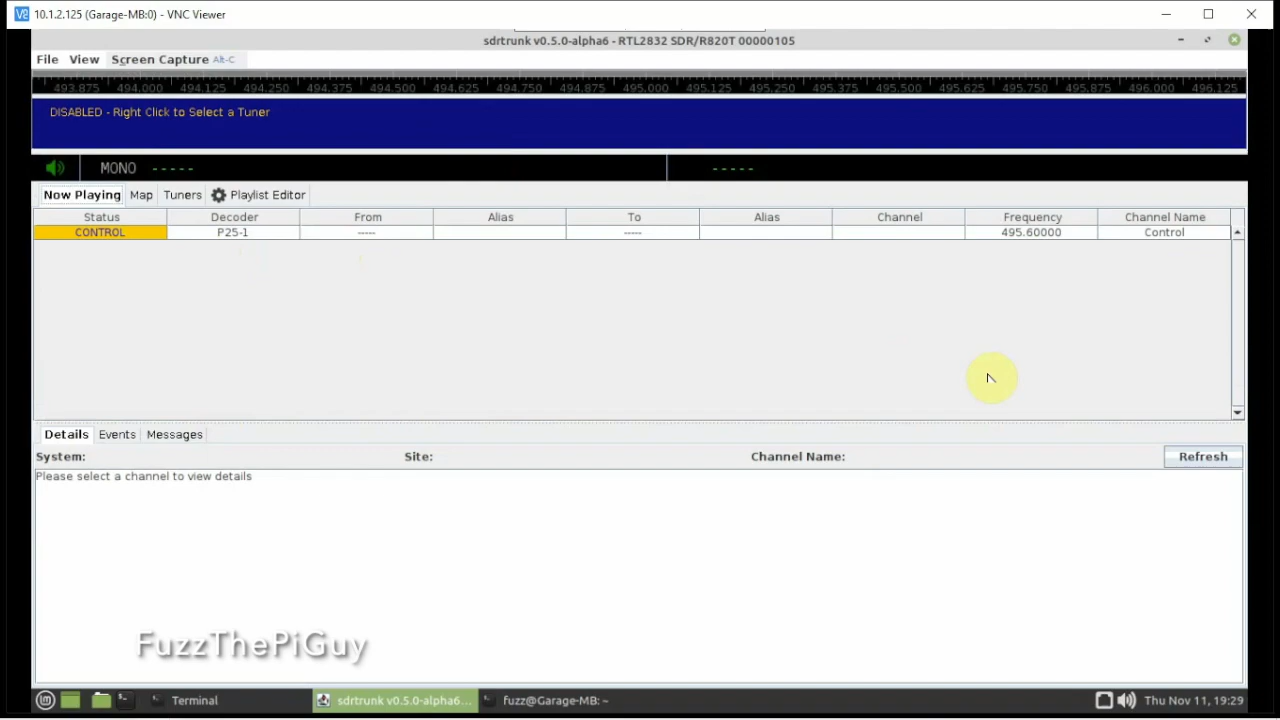 10.1.2.125 (Garage-MB:0) - VNC Viewer
sdrtrunk v0.5.0-alpha6 - RTL2832 SDR/R820T 00000105
File View Screen Capture Alt-C
493.875 494.000 494.125 494.250 494.375 494.500 494.625 494.750 494.875 495.000 495.125 495.250 495.375 495.500 495.625 495.750 495.875 496.000 496.125
DISABLED - Right Click to Select a Tuner
MONO ----- -----
Now Playing Map Tuners Playlist Editor
Status Decoder From Alias To Alias Channel Frequency Channel Name
CONTROL P25-1 ----- ----- 495.60000 Control
Details Events Messages
System: Site: Channel Name: Refresh
Please select a channel to view details
FuzzThePiGuy
Terminal sdrtrunk v0.5.0-alpha6... fuzz@Garage-MB: ~ Thu Nov 11, 19:29